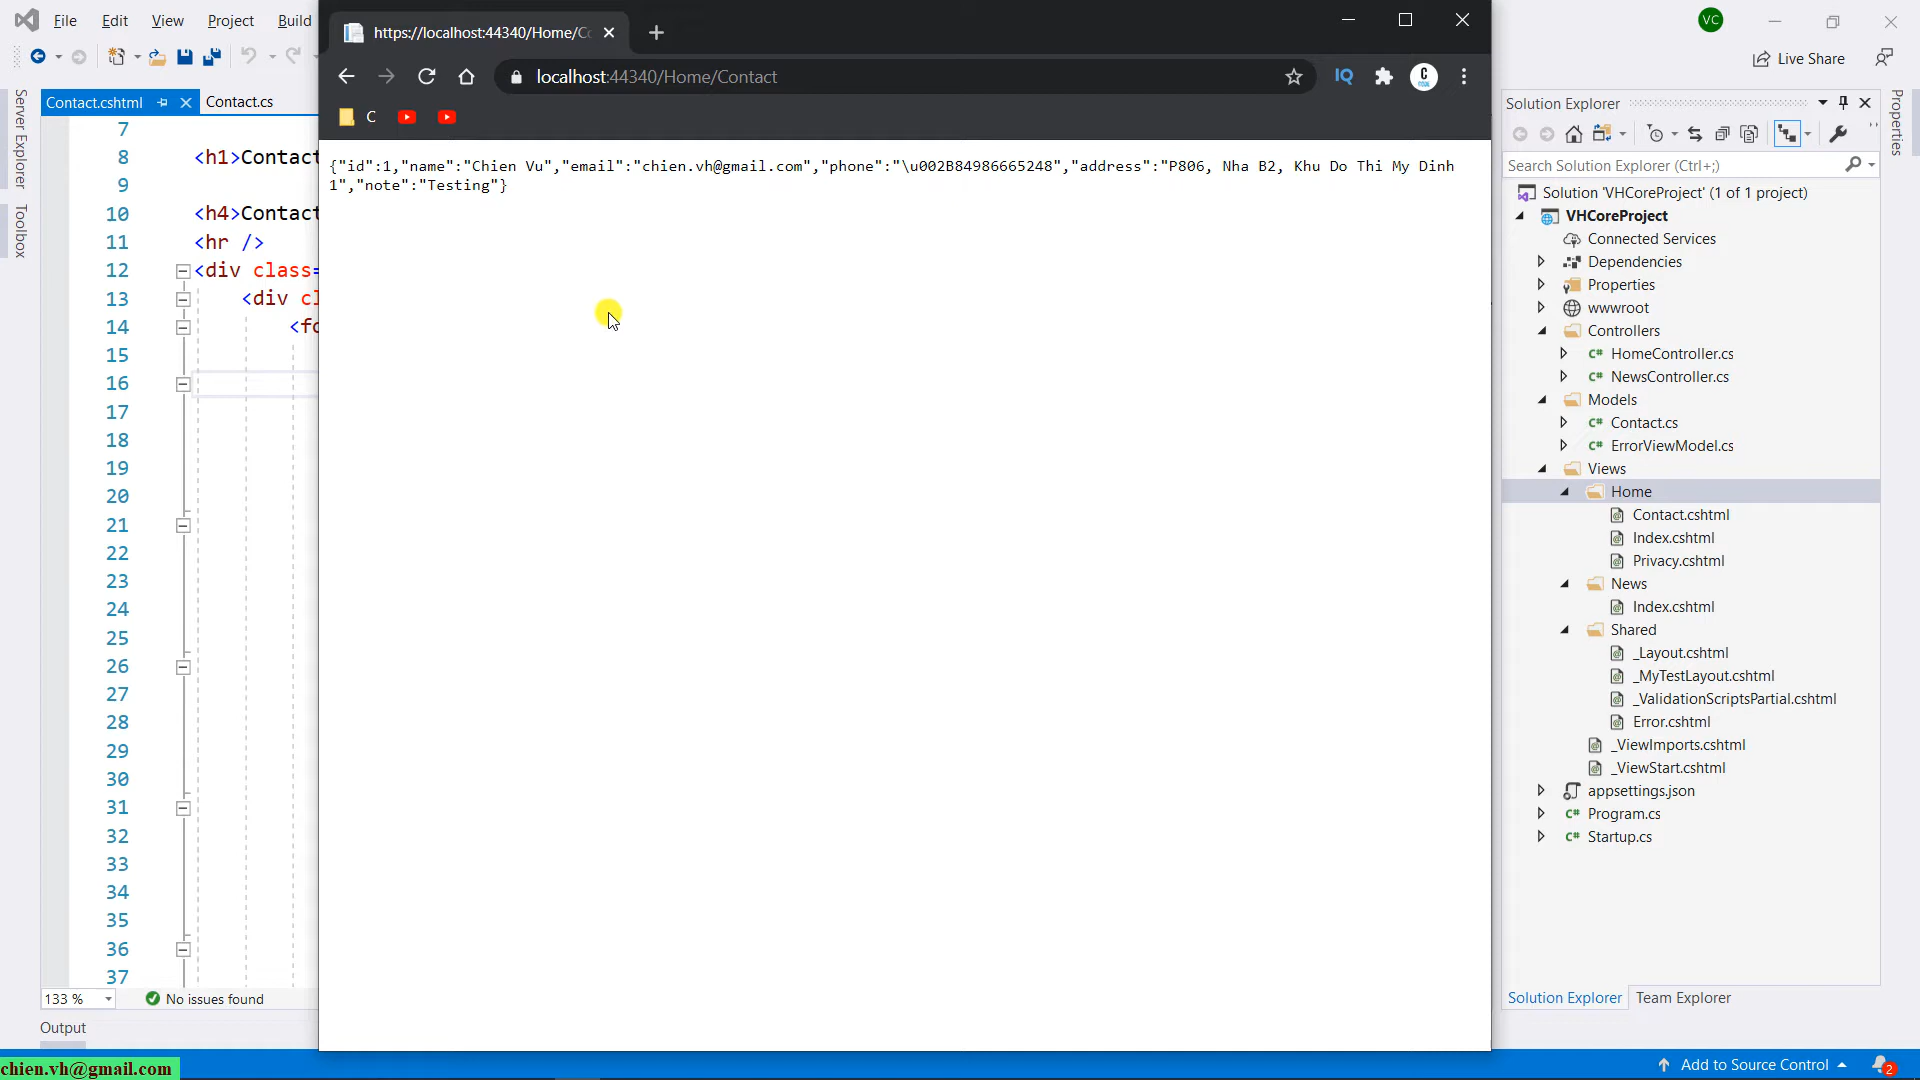 File Edit View Project Build
https://localhost:44340/Home/Co
VC
localhost:44340/Home/Contact
Live Share
C
Contact.cshtml Contact.cs
Solution Explorer
Search Solution Explorer (Ctrl+;)
Server Explorer
Toolbox
Properties
{"id":1,"name":"Chien Vu","email":"chien.vh@gmail.com","phone":"\u002B84986665248","address":"P806, Nha B2, Khu Do Thi My Dinh
1","note":"Testing"}
7
8 <h1>Contact
9
10 <h4>Contact
11 <hr />
12 <div class=
13 <div cl
14 <fo
15
16
17
18
19
20
21
22
23
24
25
26
27
28
29
30
31
32
33
34
35
36
37
Solution 'VHCoreProject' (1 of 1 project)
VHCoreProject
Connected Services
Dependencies
Properties
wwwroot
Controllers
C# HomeController.cs
C# NewsController.cs
Models
C# Contact.cs
C# ErrorViewModel.cs
Views
Home
Contact.cshtml
Index.cshtml
Privacy.cshtml
News
Index.cshtml
Shared
_Layout.cshtml
_MyTestLayout.cshtml
_ValidationScriptsPartial.cshtml
Error.cshtml
_ViewImports.cshtml
_ViewStart.cshtml
appsettings.json
C# Program.cs
C# Startup.cs
133 % No issues found
Solution Explorer Team Explorer
Output
chien.vh@gmail.com
Add to Source Control 2